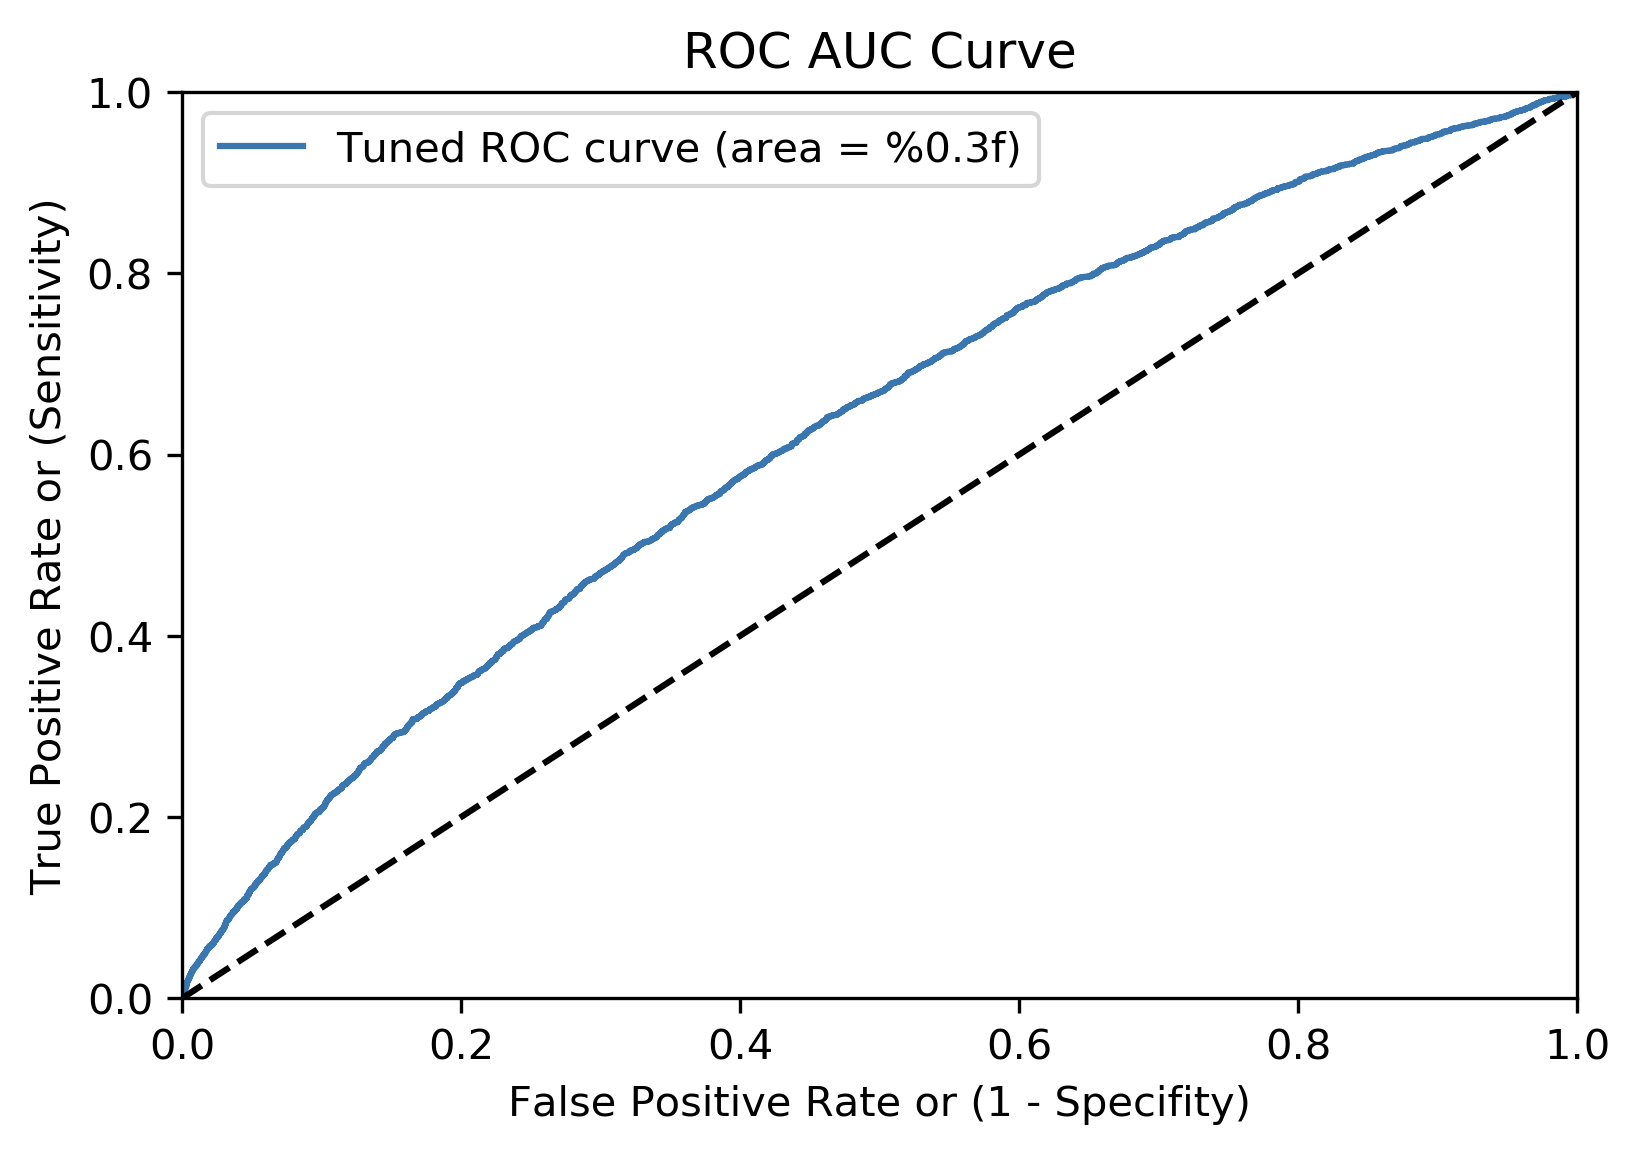 ROC AUC Curve
1.0
Tuned ROC curve (area = %0.3f)
0.8
0.6
0.4
0.2
0.0
True Positive Rate or (Sensitivity)
0.0 0.2 0.4 0.6 0.8 1.0
False Positive Rate or (1 - Specifity)